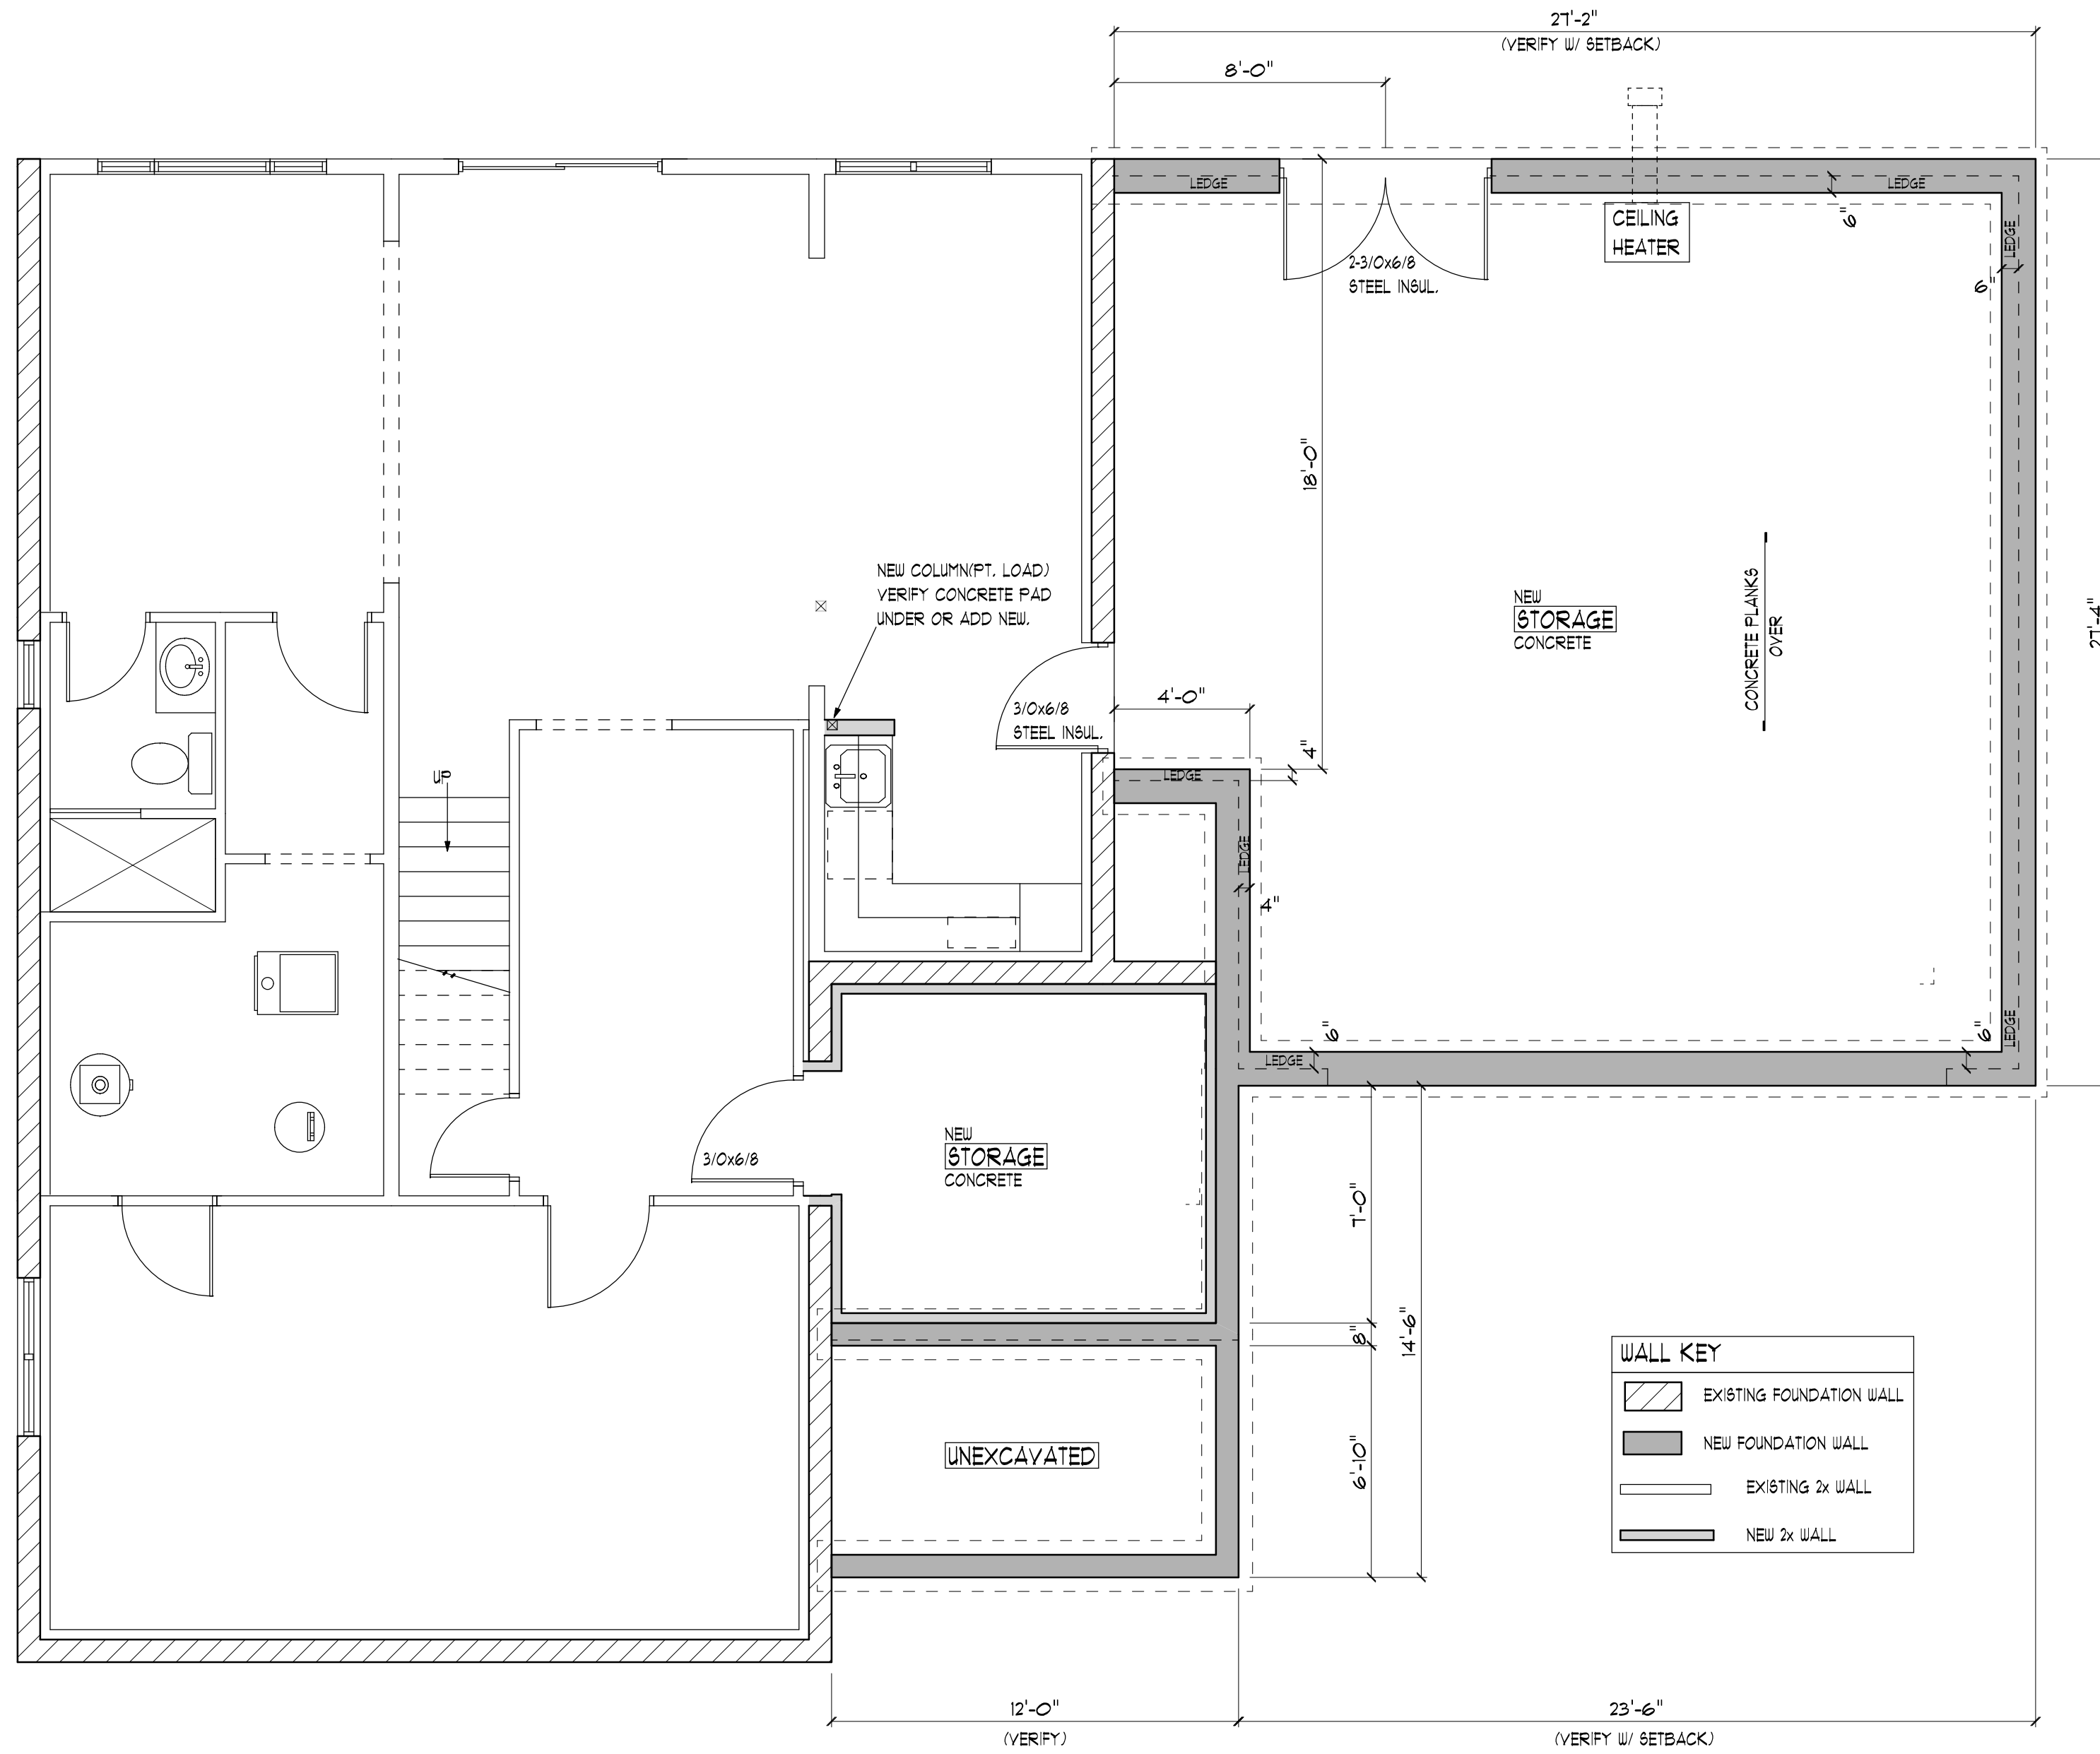 27'-2"
(VERIFY W/ SETBACK)
8'-0"
LEDGE
LEDGE
6"
LEDGE
6"
CEILING
HEATER
2-3/0x6/8
STEEL INSUL.
18'-0"
NEW COLUMN(PT. LOAD)
VERIFY CONCRETE PAD
UNDER OR ADD NEW.
NEW
STORAGE
CONCRETE
CONCRETE PLANKS
OVER
27'-4"
3/0x6/8
STEEL INSUL.
4'-0"
4"
LEDGE
LEDGE
4"
UP
LEDGE
6"
6"
LEDGE
3/0x6/8
NEW
STORAGE
CONCRETE
7'-0"
8"
14'-6"
6'-10"
UNEXCAVATED
WALL KEY
EXISTING FOUNDATION WALL
NEW FOUNDATION WALL
EXISTING 2x WALL
NEW 2x WALL
12'-0"
(VERIFY)
23'-6"
(VERIFY W/ SETBACK)